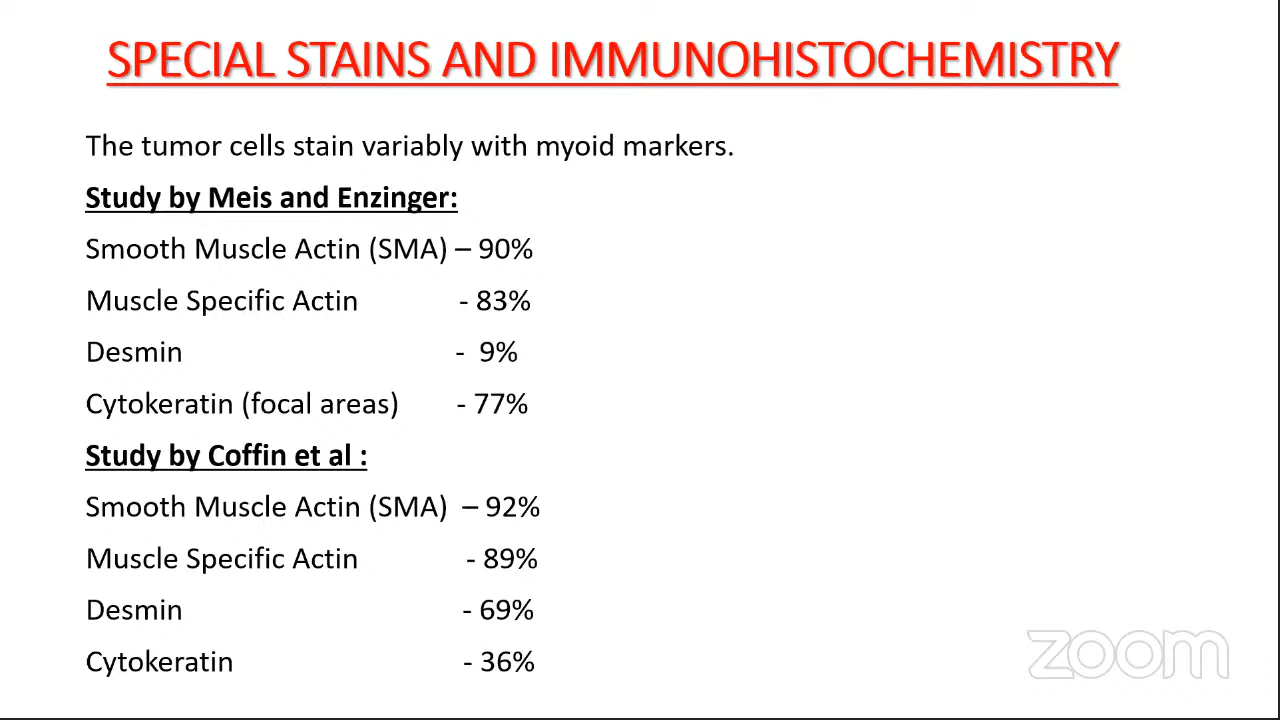 SPECIAL STAINS AND IMMUNOHISTOCHEMISTRY
The tumor cells stain variably with myoid markers.
Study by Meis and Enzinger:
Smooth Muscle Actin (SMA) – 90%
Muscle Specific Actin - 83%
Desmin - 9%
Cytokeratin (focal areas) - 77%
Study by Coffin et al :
Smooth Muscle Actin (SMA) – 92%
Muscle Specific Actin - 89%
Desmin - 69%
Cytokeratin - 36%
zoom